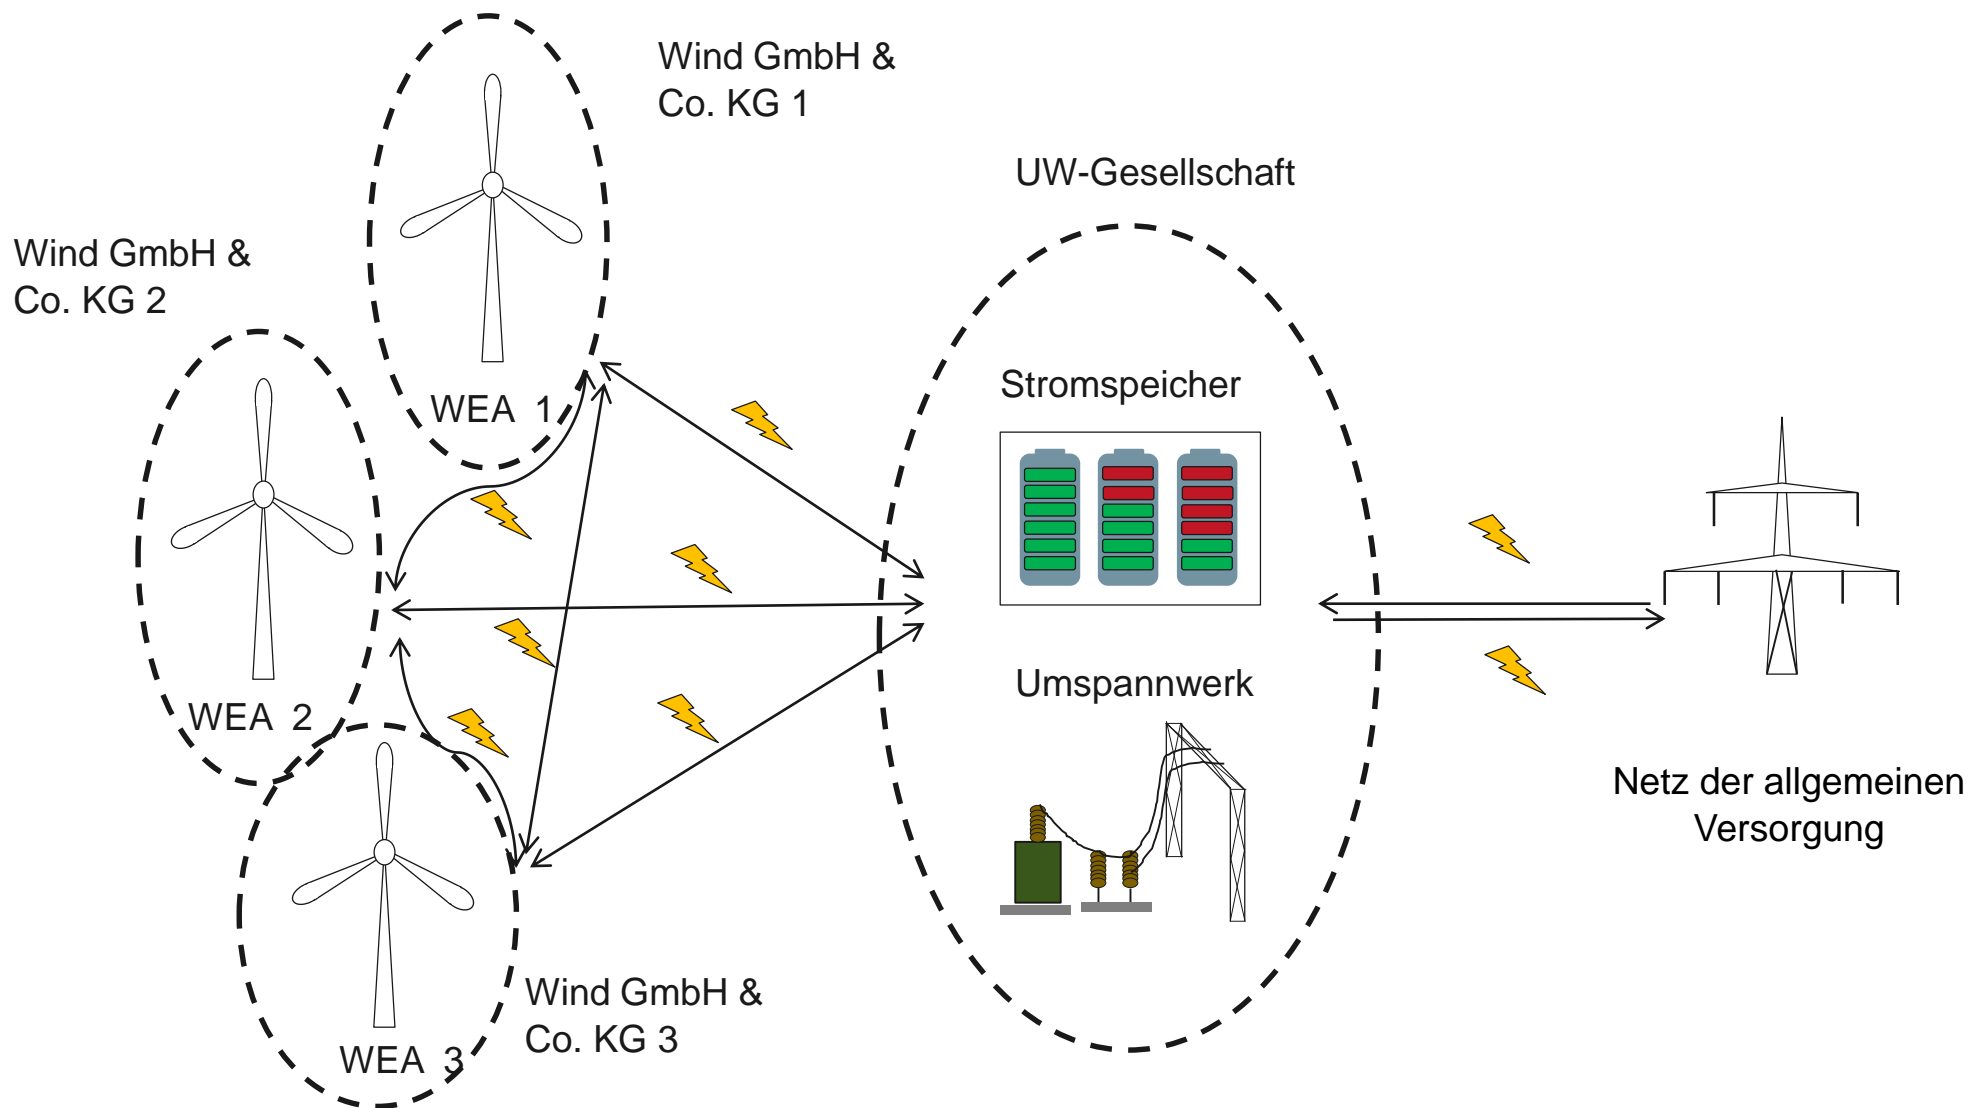 Wind GmbH &
Co. KG 1
UW-Gesellschaft
Wind GmbH &
Co. KG 2
Stromspeicher
WEA 1
Umspannwerk
WEA 2
Netz der allgemeinen
Versorgung
Wind GmbH &
Co. KG 3
WEA 3